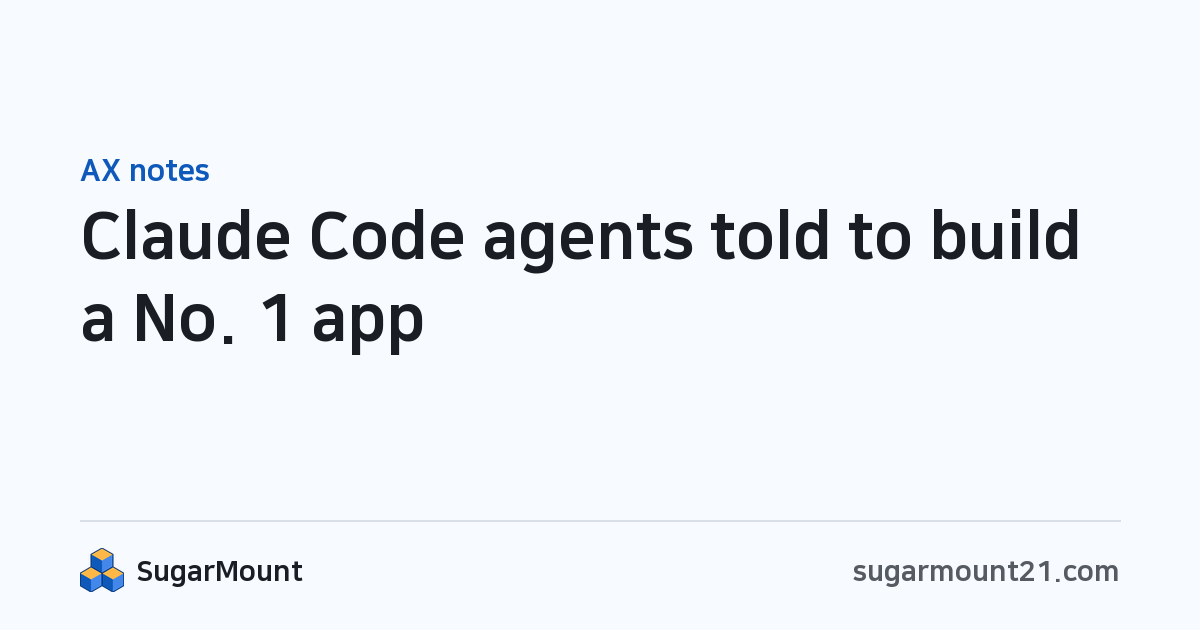 AX notes
Claude Code agents told to build
a No. 1 app
SugarMount
sugarmount21.com